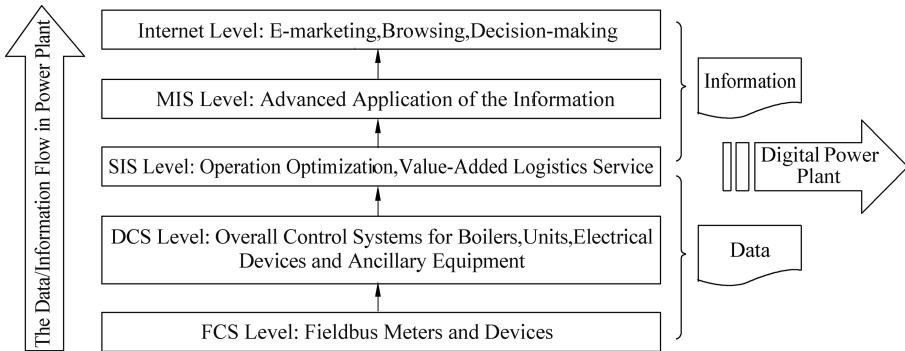 The Data/Information Flow in Power Plant
Internet Level: E-marketing,Browsing,Decision-making
MIS Level: Advanced Application of the Information
SIS Level: Operation Optimization,Value-Added Logistics Service
DCS Level: Overall Control Systems for Boilers,Units,Electrical
Devices and Ancillary Equipment
FCS Level: Fieldbus Meters and Devices
Information
Data
Digital Power
Plant